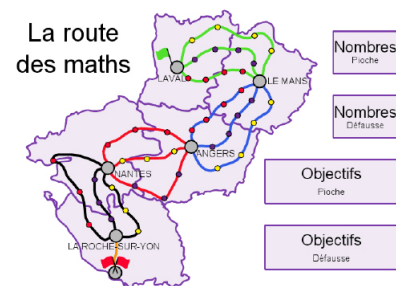 La route
des maths
Nombres
Pioche
LAVAL
LE MANS
Nombres
Défausse
ANGERS
NANTES
Objectifs
Pioche
LA ROCHE-SUR-YON
Objectifs
Défausse